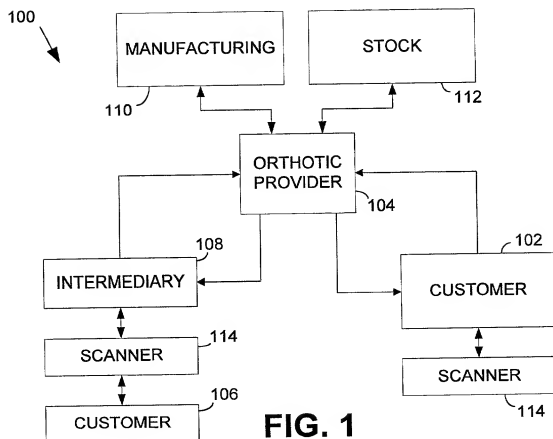 100
MANUFACTURING
110
STOCK
112
ORTHOTIC
PROVIDER
104
108
INTERMEDIARY
102
CUSTOMER
SCANNER
114
SCANNER
114
CUSTOMER
106
FIG. 1